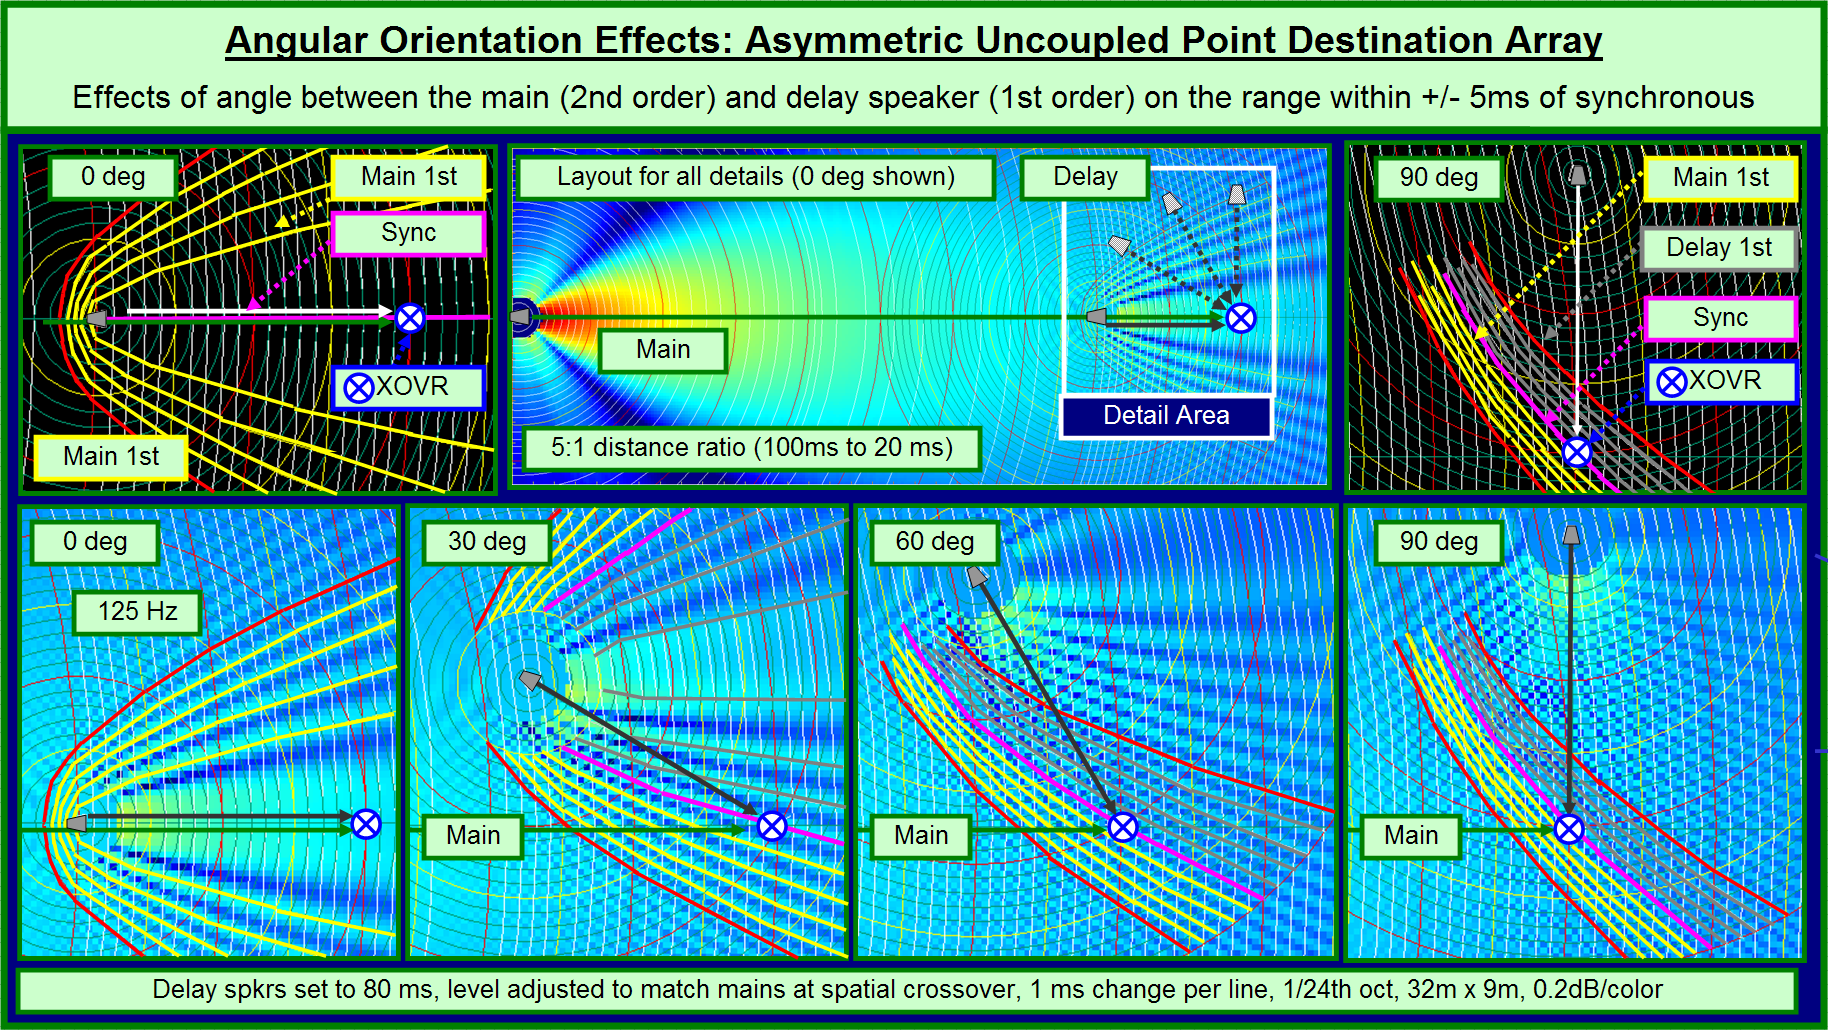 Angular Orientation Effects: Asymmetric Uncoupled Point Destination Array
Effects of angle between the main (2nd order) and delay speaker (1st order) on the range within +/- 5ms of synchronous
0 deg
Main 1st
Sync
XOVR
Main 1st
Layout for all details (0 deg shown)
Delay
Main
Detail Area
5:1 distance ratio (100ms to 20 ms)
90 deg
Main 1st
Delay 1st
Sync
XOVR
0 deg
125 Hz
30 deg
Main
60 deg
Main
90 deg
Main
Delay spkrs set to 80 ms, level adjusted to match mains at spatial crossover, 1 ms change per line, 1/24th oct, 32m x 9m, 0.2dB/color